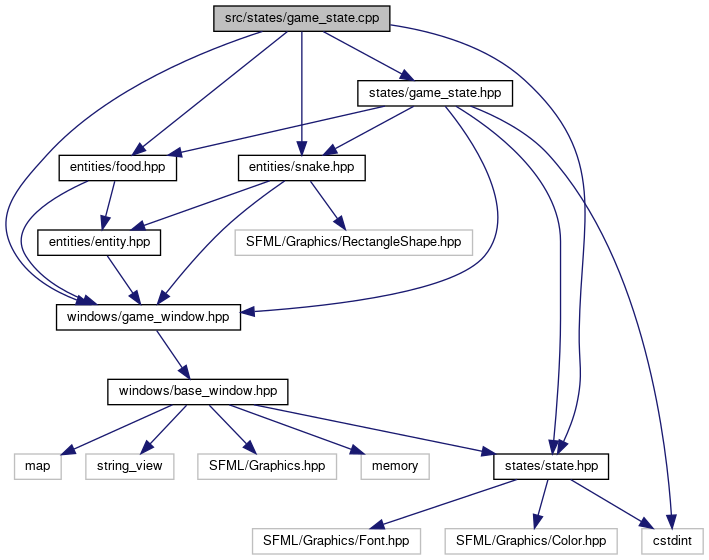 src/states/game_state.cpp
states/game_state.hpp
entities/food.hpp
entities/snake.hpp
entities/entity.hpp
SFML/Graphics/RectangleShape.hpp
windows/game_window.hpp
windows/base_window.hpp
map
string_view
SFML/Graphics.hpp
memory
states/state.hpp
SFML/Graphics/Font.hpp
SFML/Graphics/Color.hpp
cstdint